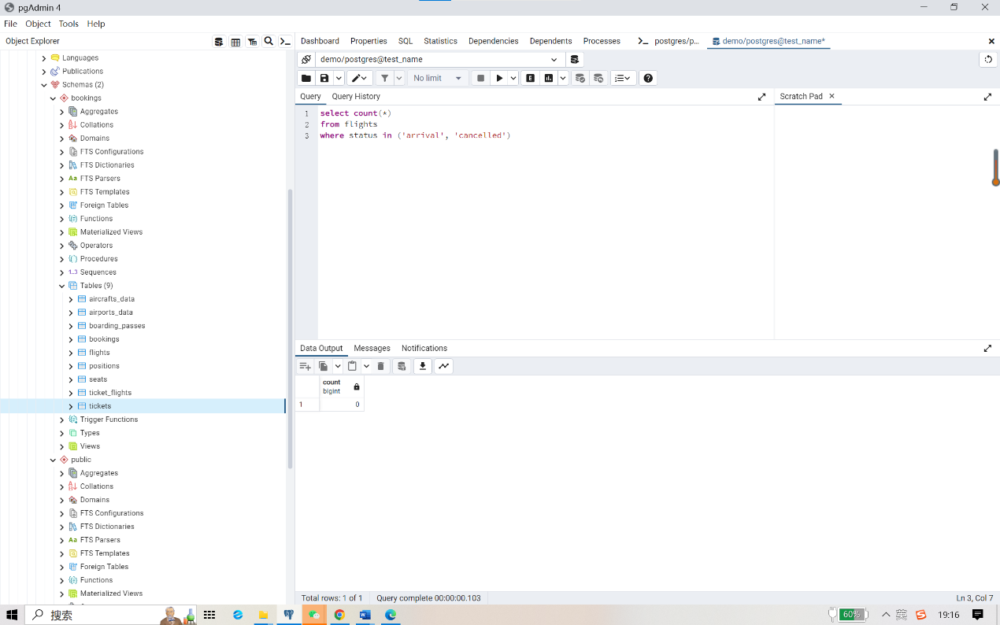 pgAdmin 4
File Object Tools Help
Object Explorer
Dashboard Properties SQL Statistics Dependencies Dependents Processes postgres/p... demo/postgres@test_name*
demo/postgres@test_name
No limit
Query Query History
Scratch Pad
1 select count(*)
2 from flights
3 where status in ('arrival', 'cancelled')
Languages
Publications
Schemas (2)
bookings
Aggregates
Collations
Domains
FTS Configurations
FTS Dictionaries
FTS Parsers
FTS Templates
Foreign Tables
Functions
Materialized Views
Operators
Procedures
1..3 Sequences
Tables (9)
aircrafts_data
airports_data
boarding_passes
bookings
flights
positions
seats
ticket_flights
tickets
Trigger Functions
Types
Views
public
Aggregates
Collations
Domains
FTS Configurations
FTS Dictionaries
Aa FTS Parsers
FTS Templates
Foreign Tables
Functions
Materialized Views
Data Output Messages Notifications
count
bigint
1 0
Total rows: 1 of 1 Query complete 00:00:00.103
Ln 3, Col 7
搜索
60%
英
19:16